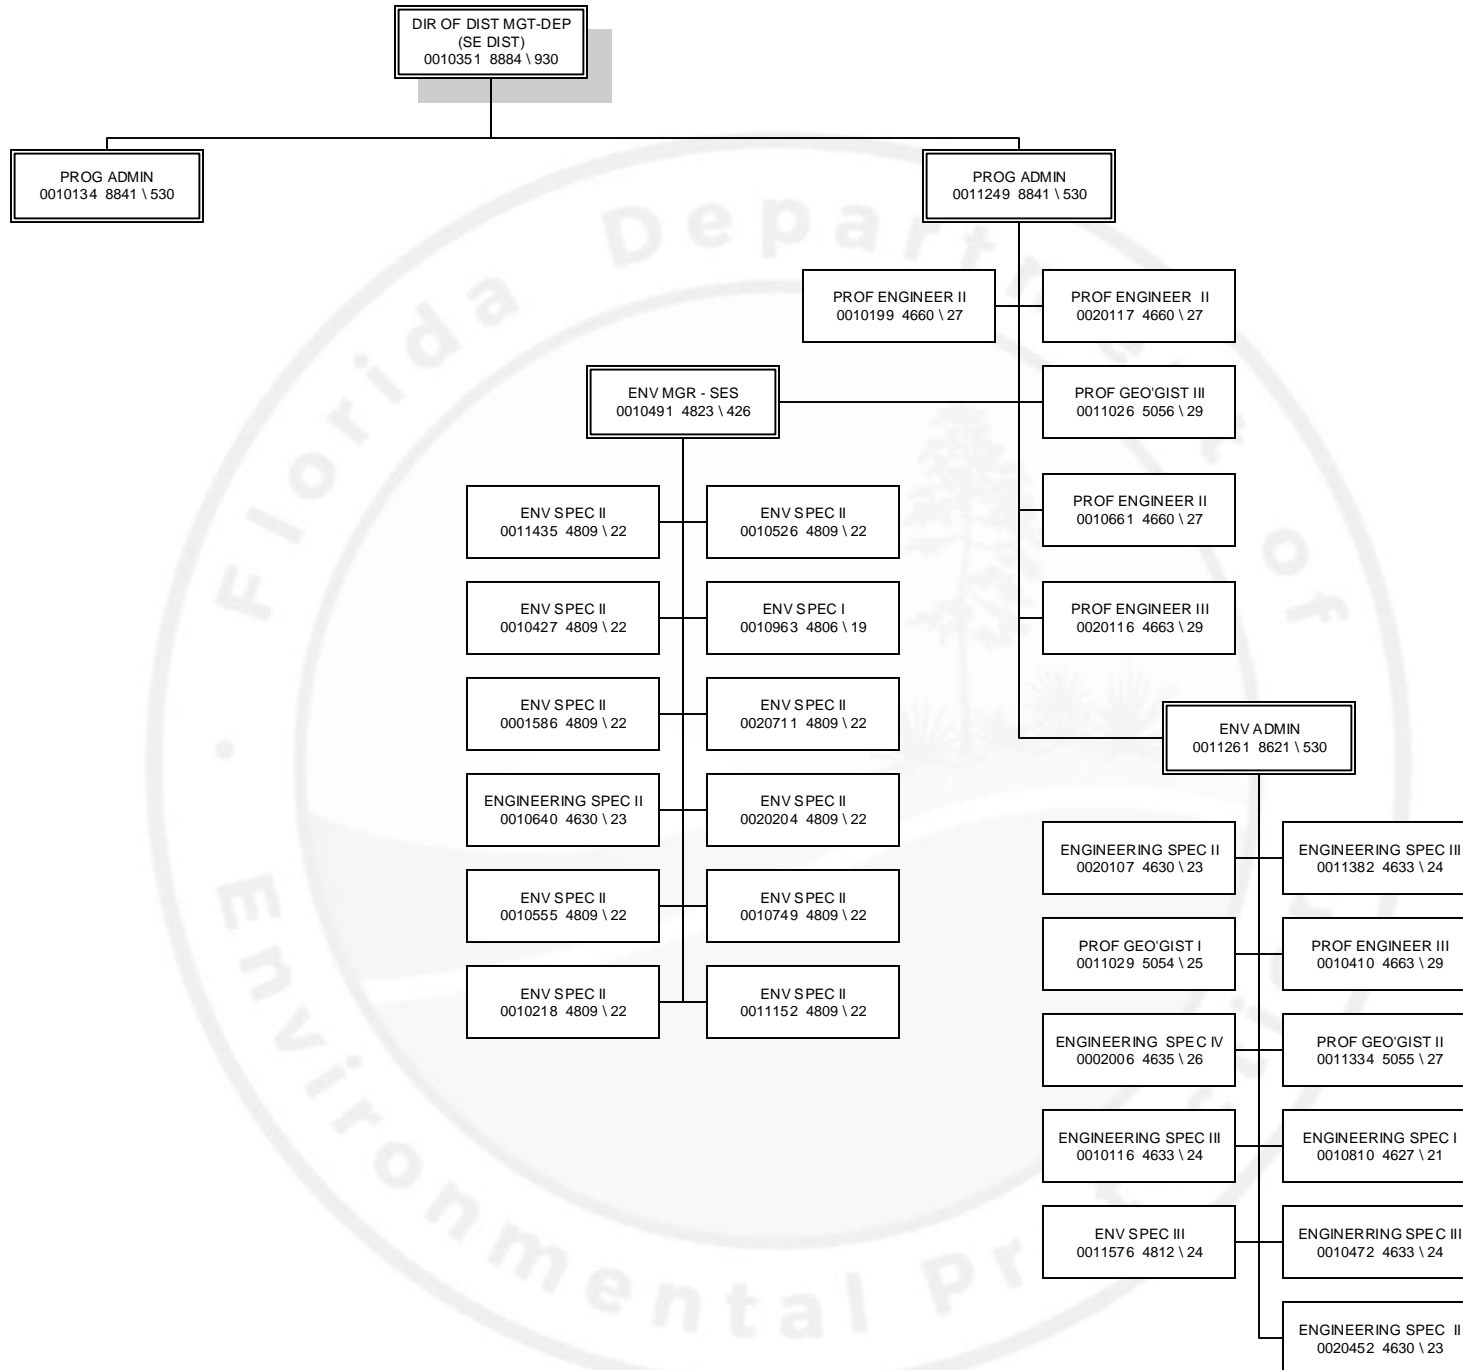 DIR OF DIST MGT-DEP
(SE DIST)
0010351 8884 \ 930
PROG ADMIN
0010134 8841 \ 530
PROG ADMIN
0011249 8841 \ 530
PROF ENGINEER II
0010199 4660 \ 27
PROF ENGINEER II
0020117 4660 \ 27
ENV MGR - SES
0010491 4823 \ 426
PROF GEO'GIST III
0011026 5056 \ 29
ENV SPEC II
0011435 4809 \ 22
ENV SPEC II
0010526 4809 \ 22
PROF ENGINEER II
0010661 4660 \ 27
ENV SPEC II
0010427 4809 \ 22
ENV SPEC I
0010963 4806 \ 19
PROF ENGINEER III
0020116 4663 \ 29
ENV SPEC II
0001586 4809 \ 22
ENV SPEC II
0020711 4809 \ 22
ENV ADMIN
0011261 8621 \ 530
ENGINEERING SPEC II
0010640 4630 \ 23
ENV SPEC II
0020204 4809 \ 22
ENGINEERING SPEC II
0020107 4630 \ 23
ENGINEERING SPEC III
0011382 4633 \ 24
ENV SPEC II
0010555 4809 \ 22
ENV SPEC II
0010749 4809 \ 22
PROF GEO'GIST I
0011029 5054 \ 25
PROF ENGINEER III
0010410 4663 \ 29
ENV SPEC II
0010218 4809 \ 22
ENV SPEC II
0011152 4809 \ 22
ENGINEERING SPEC IV
0002006 4635 \ 26
PROF GEO'GIST II
0011334 5055 \ 27
ENGINEERING SPEC III
0010116 4633 \ 24
ENGINEERING SPEC I
0010810 4627 \ 21
ENV SPEC III
0011576 4812 \ 24
ENGINERRING SPEC III
0010472 4633 \ 24
ENGINEERING SPEC II
0020452 4630 \ 23
Florida Department of
Environmental